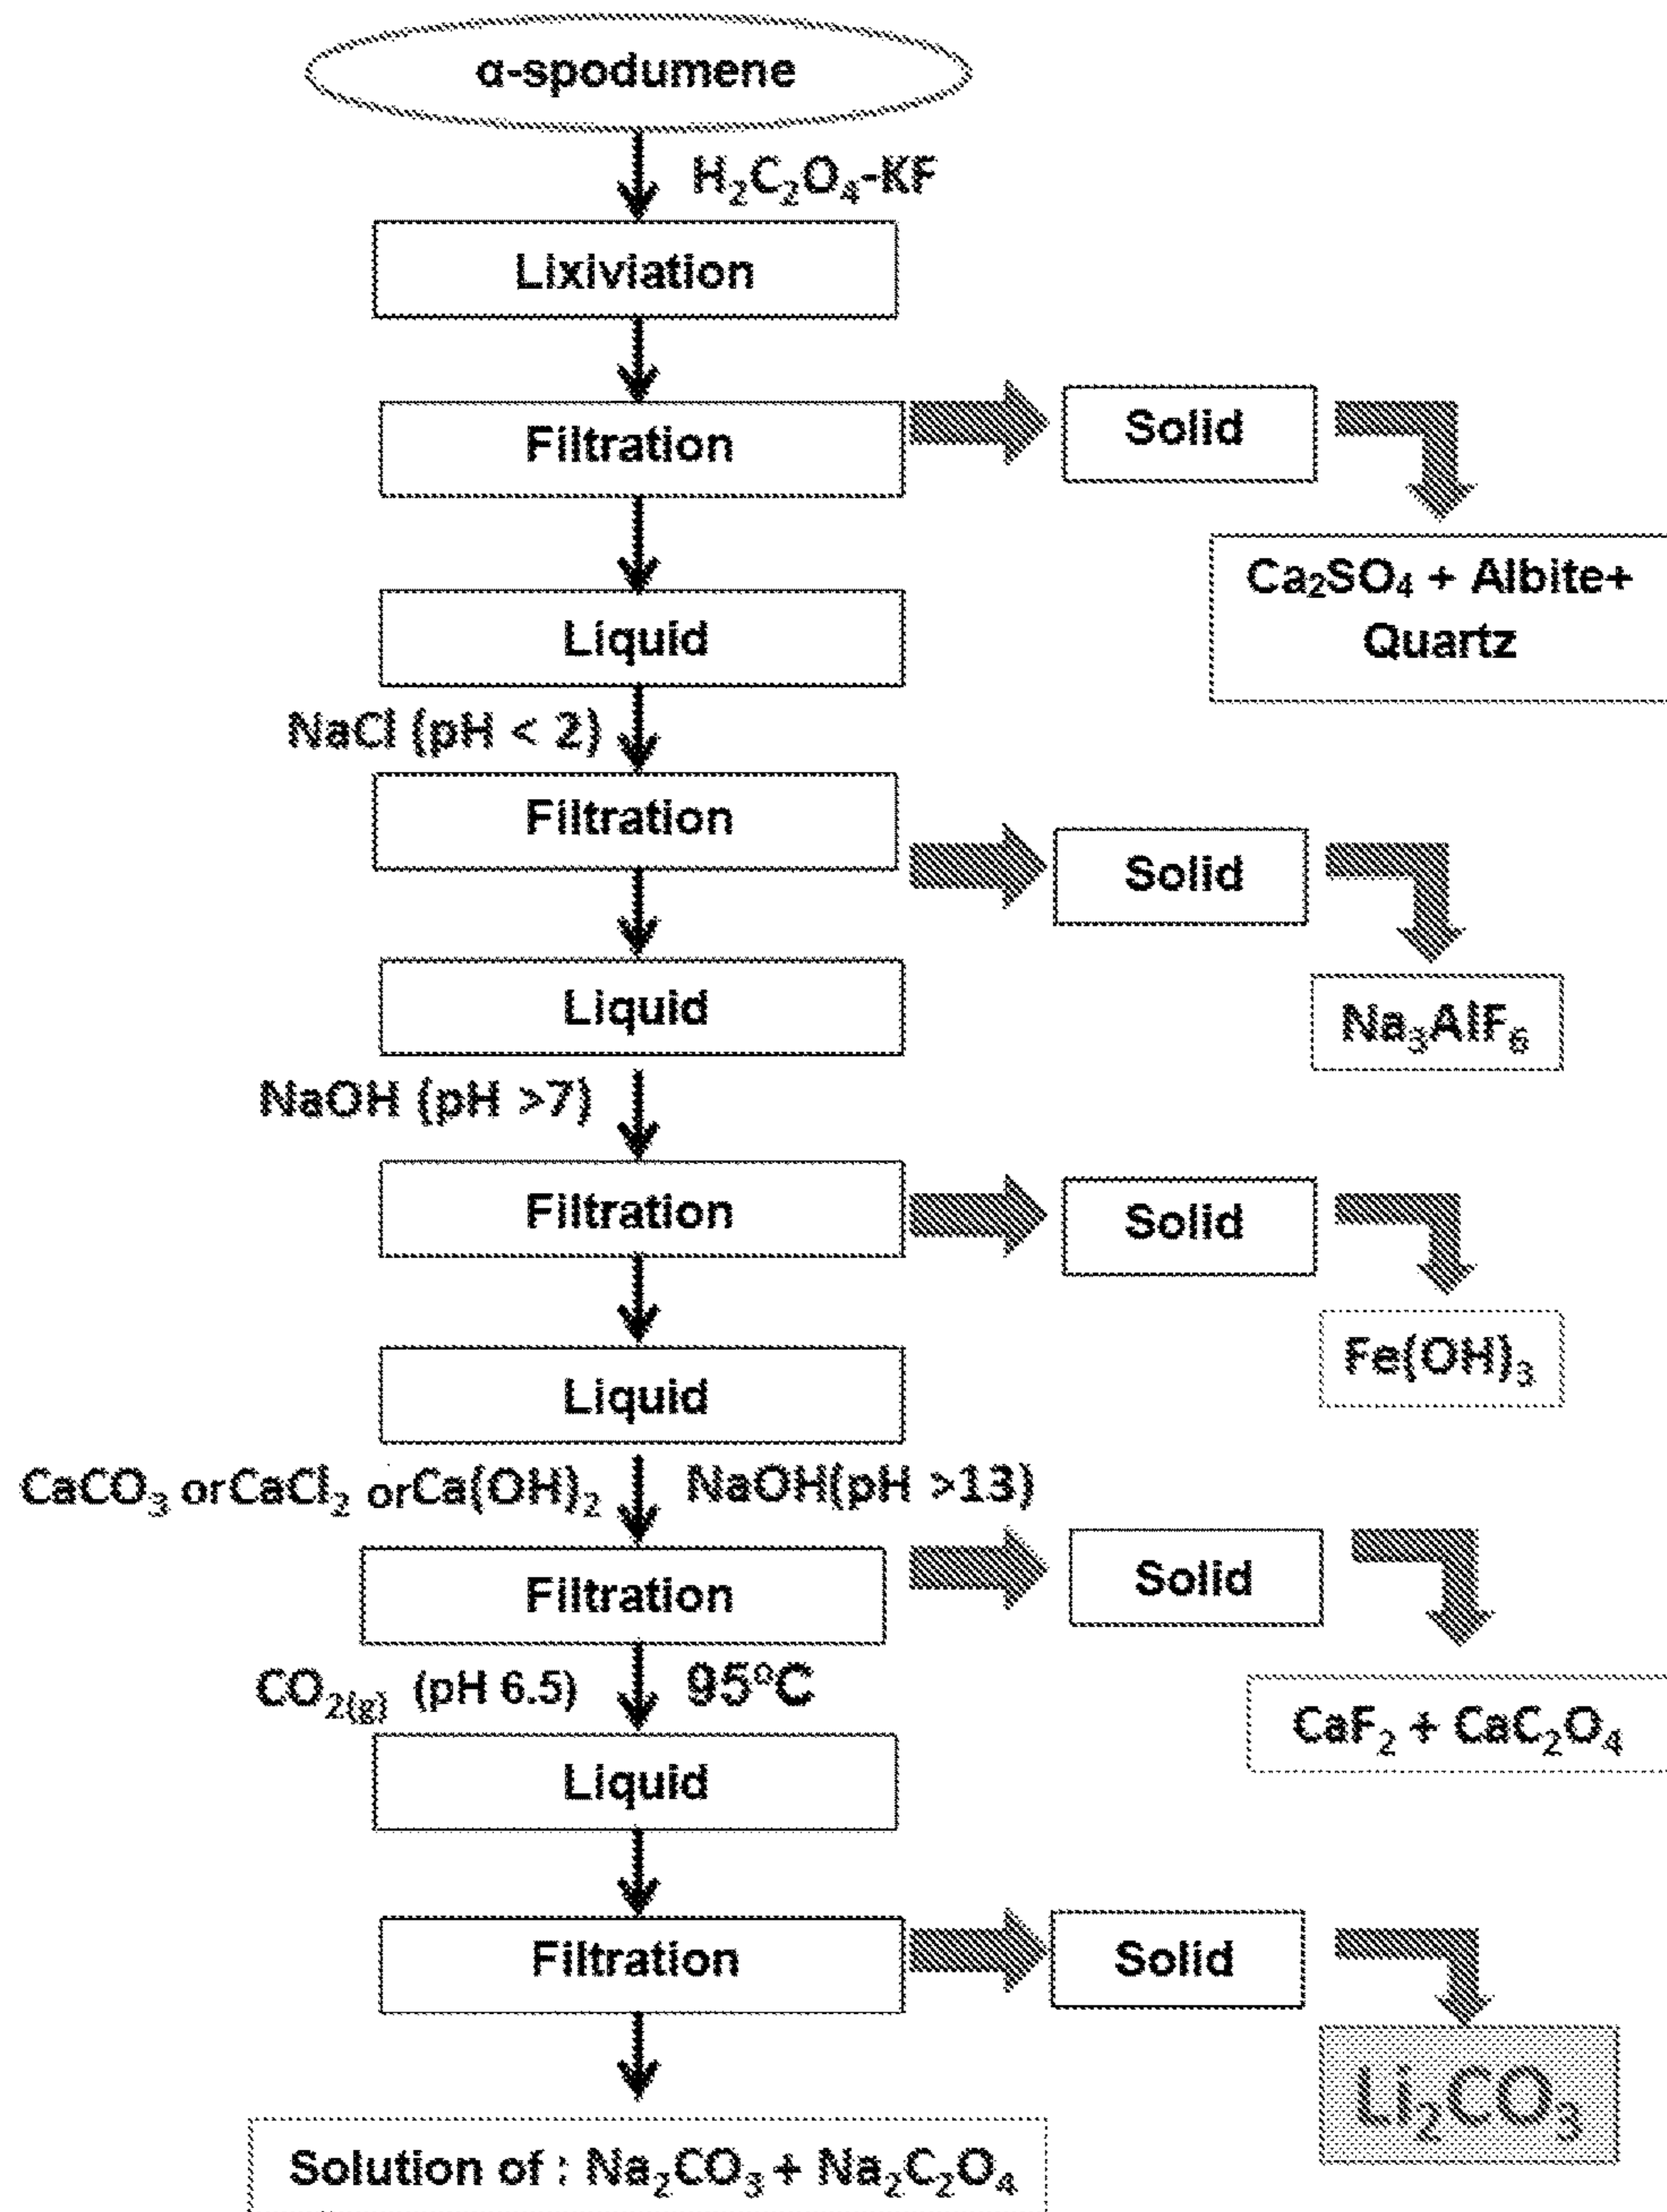 α-spodumene
H₂C₂O₄-KF
Lixiviation
Filtration
Solid
Ca₂SO₄ + Albite+
Quartz
Liquid
NaCl (pH < 2)
Filtration
Solid
Na₃AlF₆
Liquid
NaOH (pH >7)
Filtration
Solid
Fe(OH)₃
Liquid
CaCO₃ orCaCl₂ orCa(OH)₂ NaOH(pH >13)
Filtration
Solid
CaF₂ + CaC₂O₄
CO₂(g) (pH 6.5) 95°C
Liquid
Filtration
Solid
Li₂CO₃
Solution of : Na₂CO₃ + Na₂C₂O₄